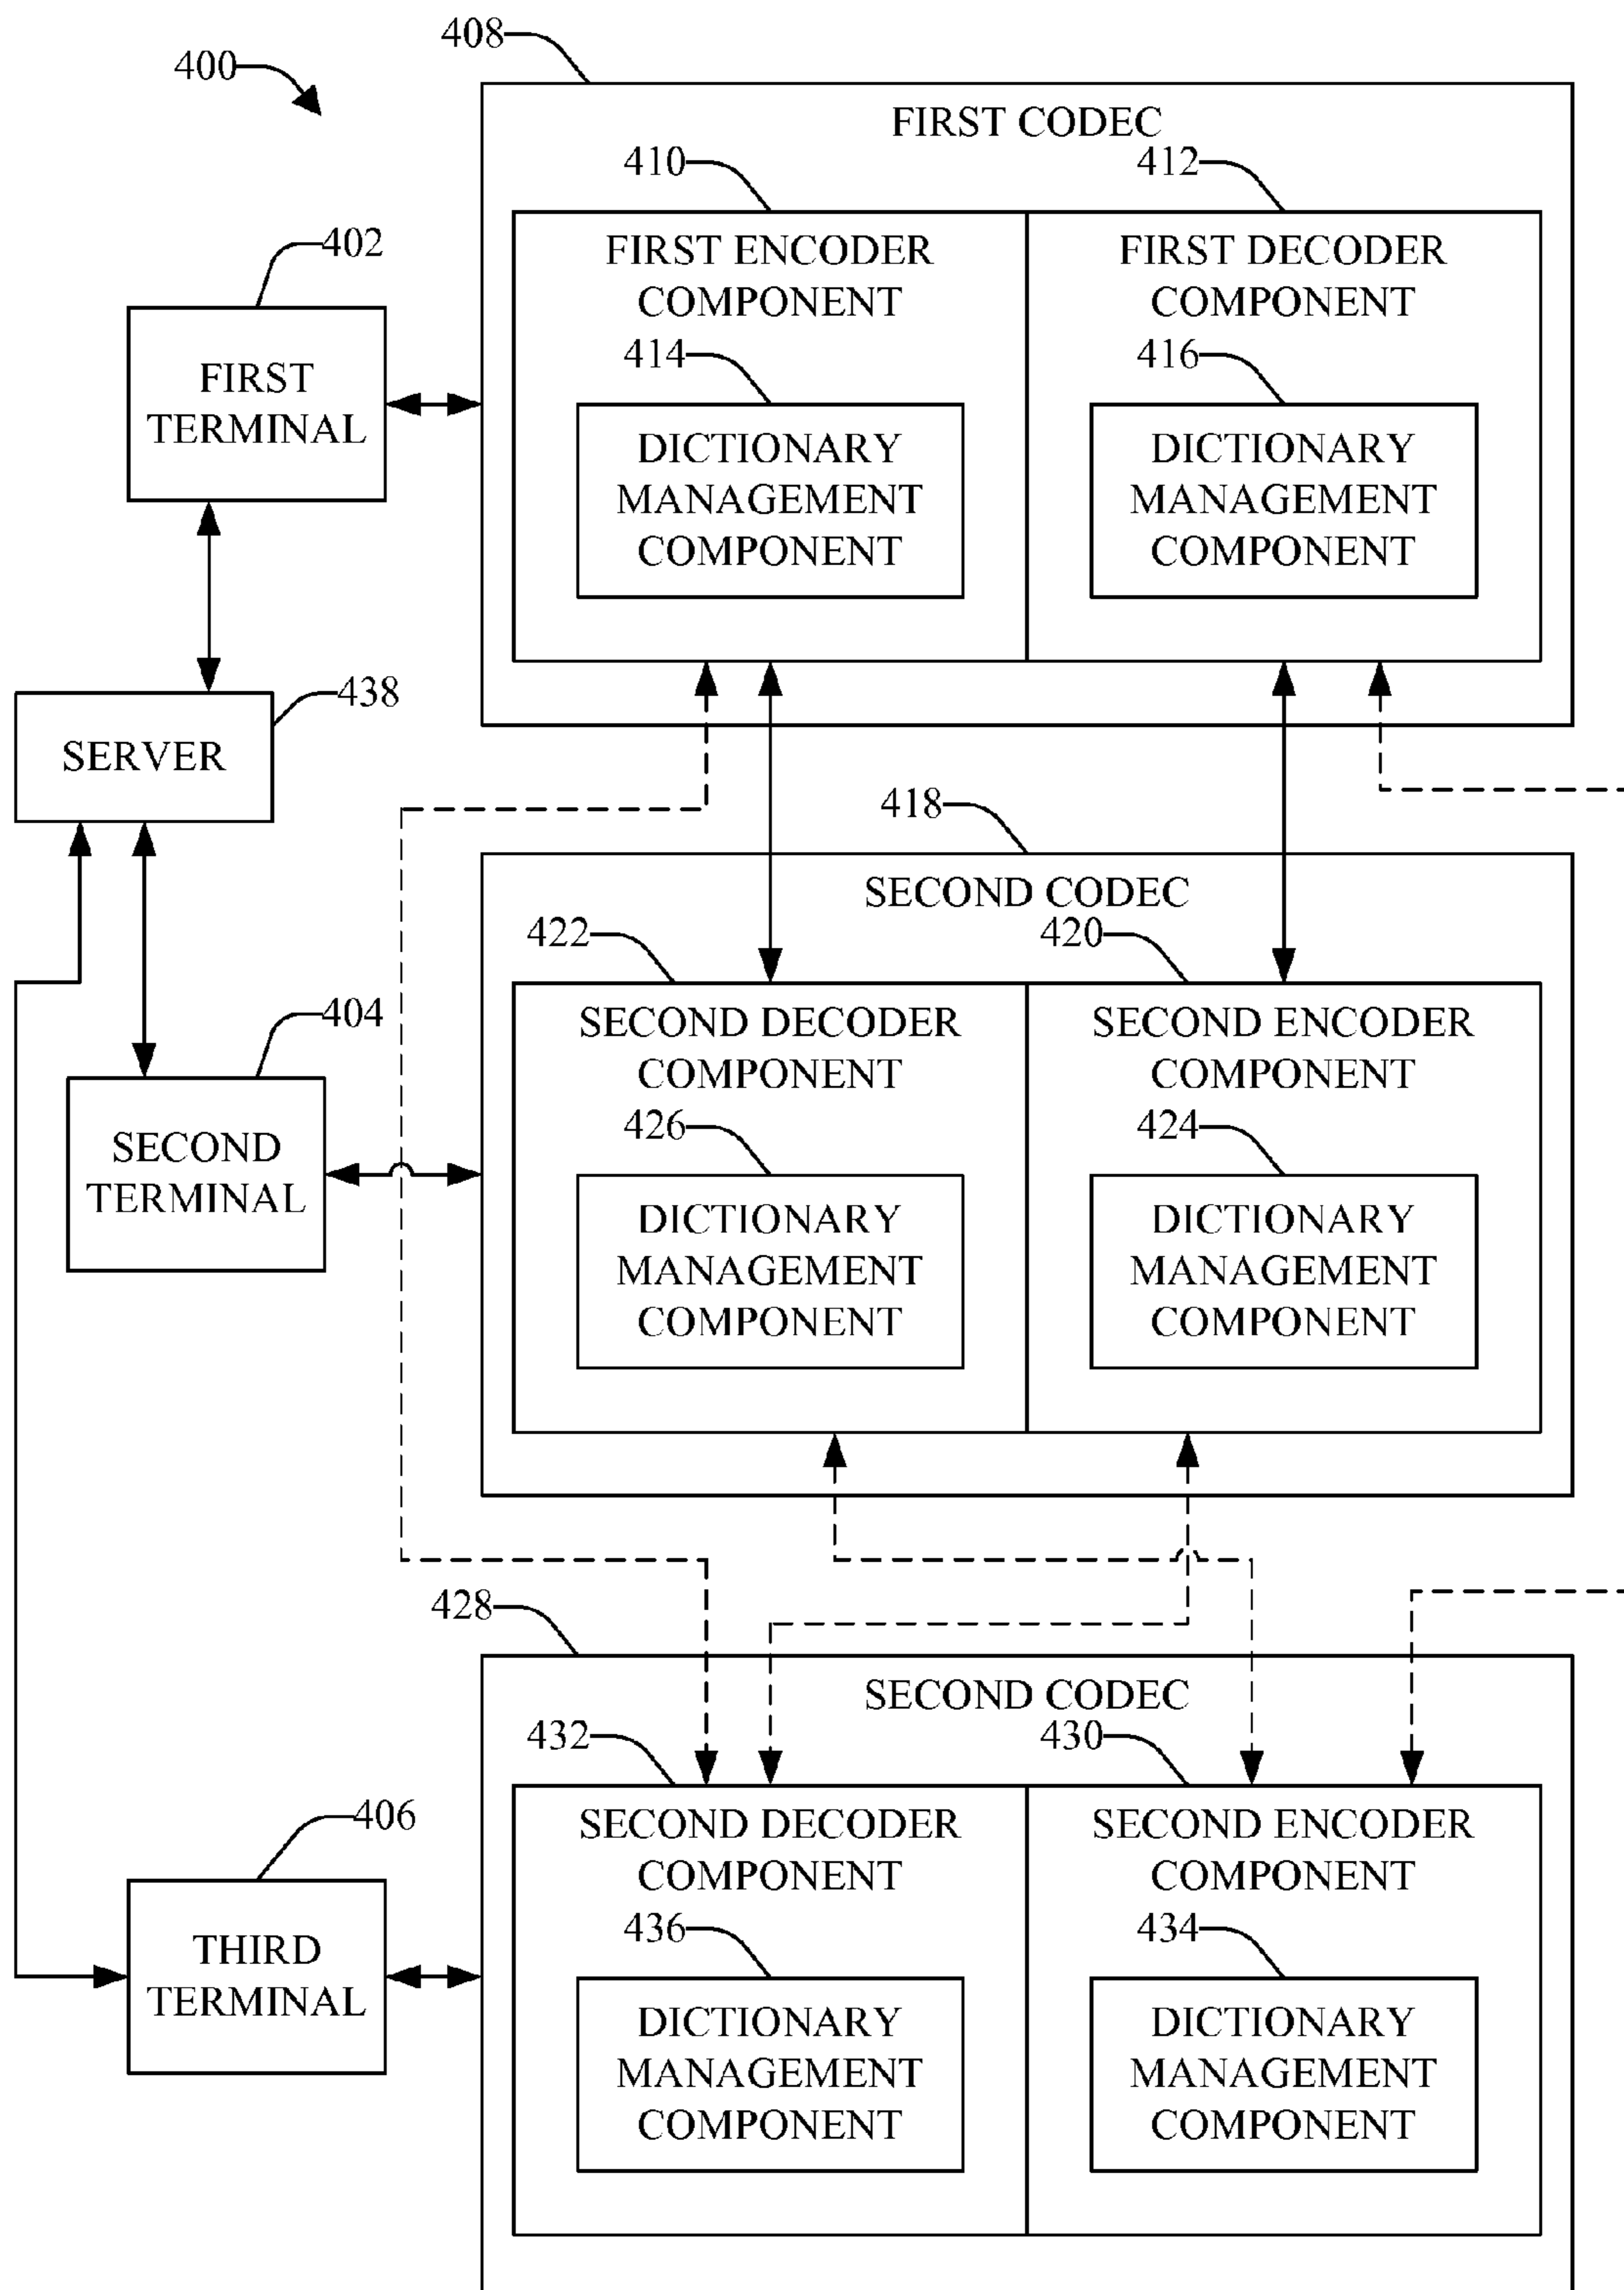 408
400
FIRST CODEC
410
412
FIRST ENCODER
COMPONENT
FIRST DECODER
COMPONENT
402
414
416
FIRST
TERMINAL
DICTIONARY
MANAGEMENT
COMPONENT
DICTIONARY
MANAGEMENT
COMPONENT
438
SERVER
418
SECOND CODEC
422
420
404
SECOND DECODER
COMPONENT
SECOND ENCODER
COMPONENT
426
424
SECOND
TERMINAL
DICTIONARY
MANAGEMENT
COMPONENT
DICTIONARY
MANAGEMENT
COMPONENT
428
SECOND CODEC
432
430
406
SECOND DECODER
COMPONENT
SECOND ENCODER
COMPONENT
436
434
THIRD
TERMINAL
DICTIONARY
MANAGEMENT
COMPONENT
DICTIONARY
MANAGEMENT
COMPONENT